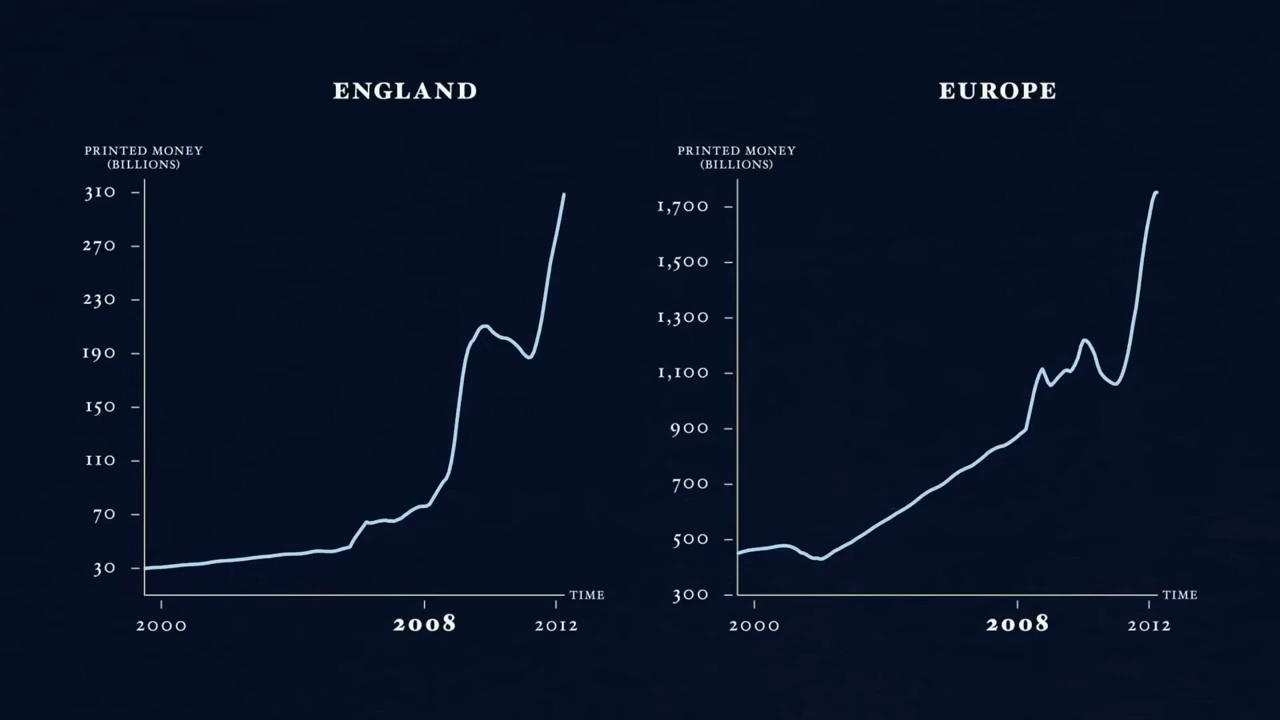 ENGLAND
PRINTED MONEY
(BILLIONS)
310
270
230
190
150
110
70
30
TIME
2000
2008
2012
EUROPE
PRINTED MONEY
(BILLIONS)
1,700
1,500
1,300
1,100
900
700
500
300
TIME
2000
2008
2012